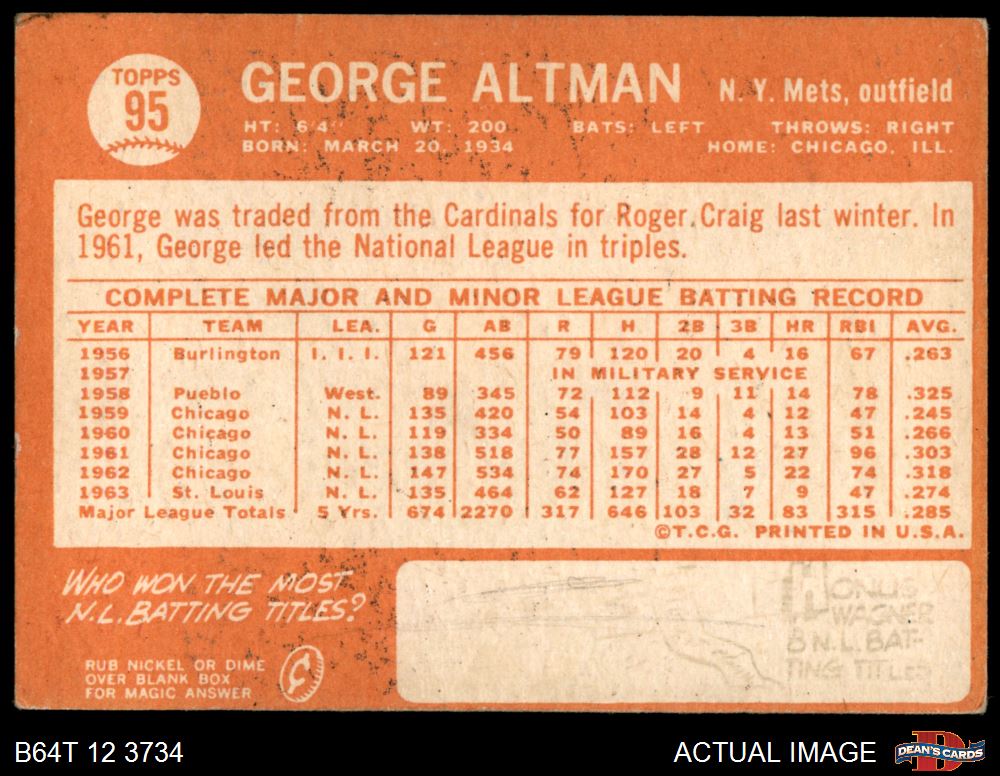 TOPPS
95
GEORGE ALTMAN N. Y. Mets, outfield
HT: 6'4" WT: 200 BATS: LEFT THROWS: RIGHT
BORN: MARCH 20, 1934 HOME: CHICAGO, ILL.
George was traded from the Cardinals for Roger Craig last winter. In
1961, George led the National League in triples.
COMPLETE MAJOR AND MINOR LEAGUE BATTING RECORD
YEAR TEAM LEA. G AB R H 2B 3B HR RBI AVG.
1956 Burlington I. I. I. 121 456 79 120 20 4 16 67 .263
1957 IN MILITARY SERVICE
1958 Pueblo West. 89 345 72 112 9 11 14 78 .325
1959 Chicago N. L. 135 420 54 103 14 4 12 47 .245
1960 Chicago N. L. 119 334 50 89 16 4 13 51 .266
1961 Chicago N. L. 138 518 77 157 28 12 27 96 .303
1962 Chicago N. L. 147 534 74 170 27 5 22 74 .318
1963 St. Louis N. L. 135 464 62 127 18 7 9 47 .274
Major League Totals 5 Yrs. 674 2270 317 646 103 32 83 315 .285
©T.C.G. PRINTED IN U.S.A.
WHO WON THE MOST
N.L. BATTING TITLES?
RUB NICKEL OR DIME
OVER BLANK BOX
FOR MAGIC ANSWER
HONUS
WAGNER
8 N.L. BAT-
TING TITLES
B64T 12 3734 ACTUAL IMAGE DEAN'S CARDS